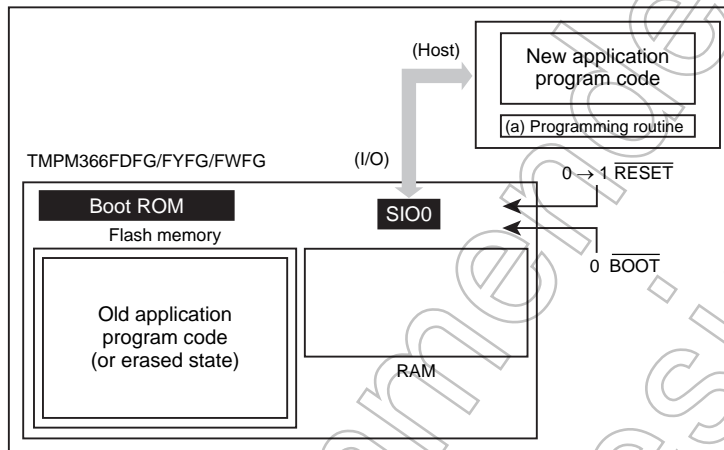 (Host)
New application
program code
(a) Programming routine
TMPM366FDFG/FYFG/FWFG
(I/O)
0 → 1 RESET
Boot ROM
SIO0
Flash memory
0 BOOT
Old application
program code
(or erased state)
RAM